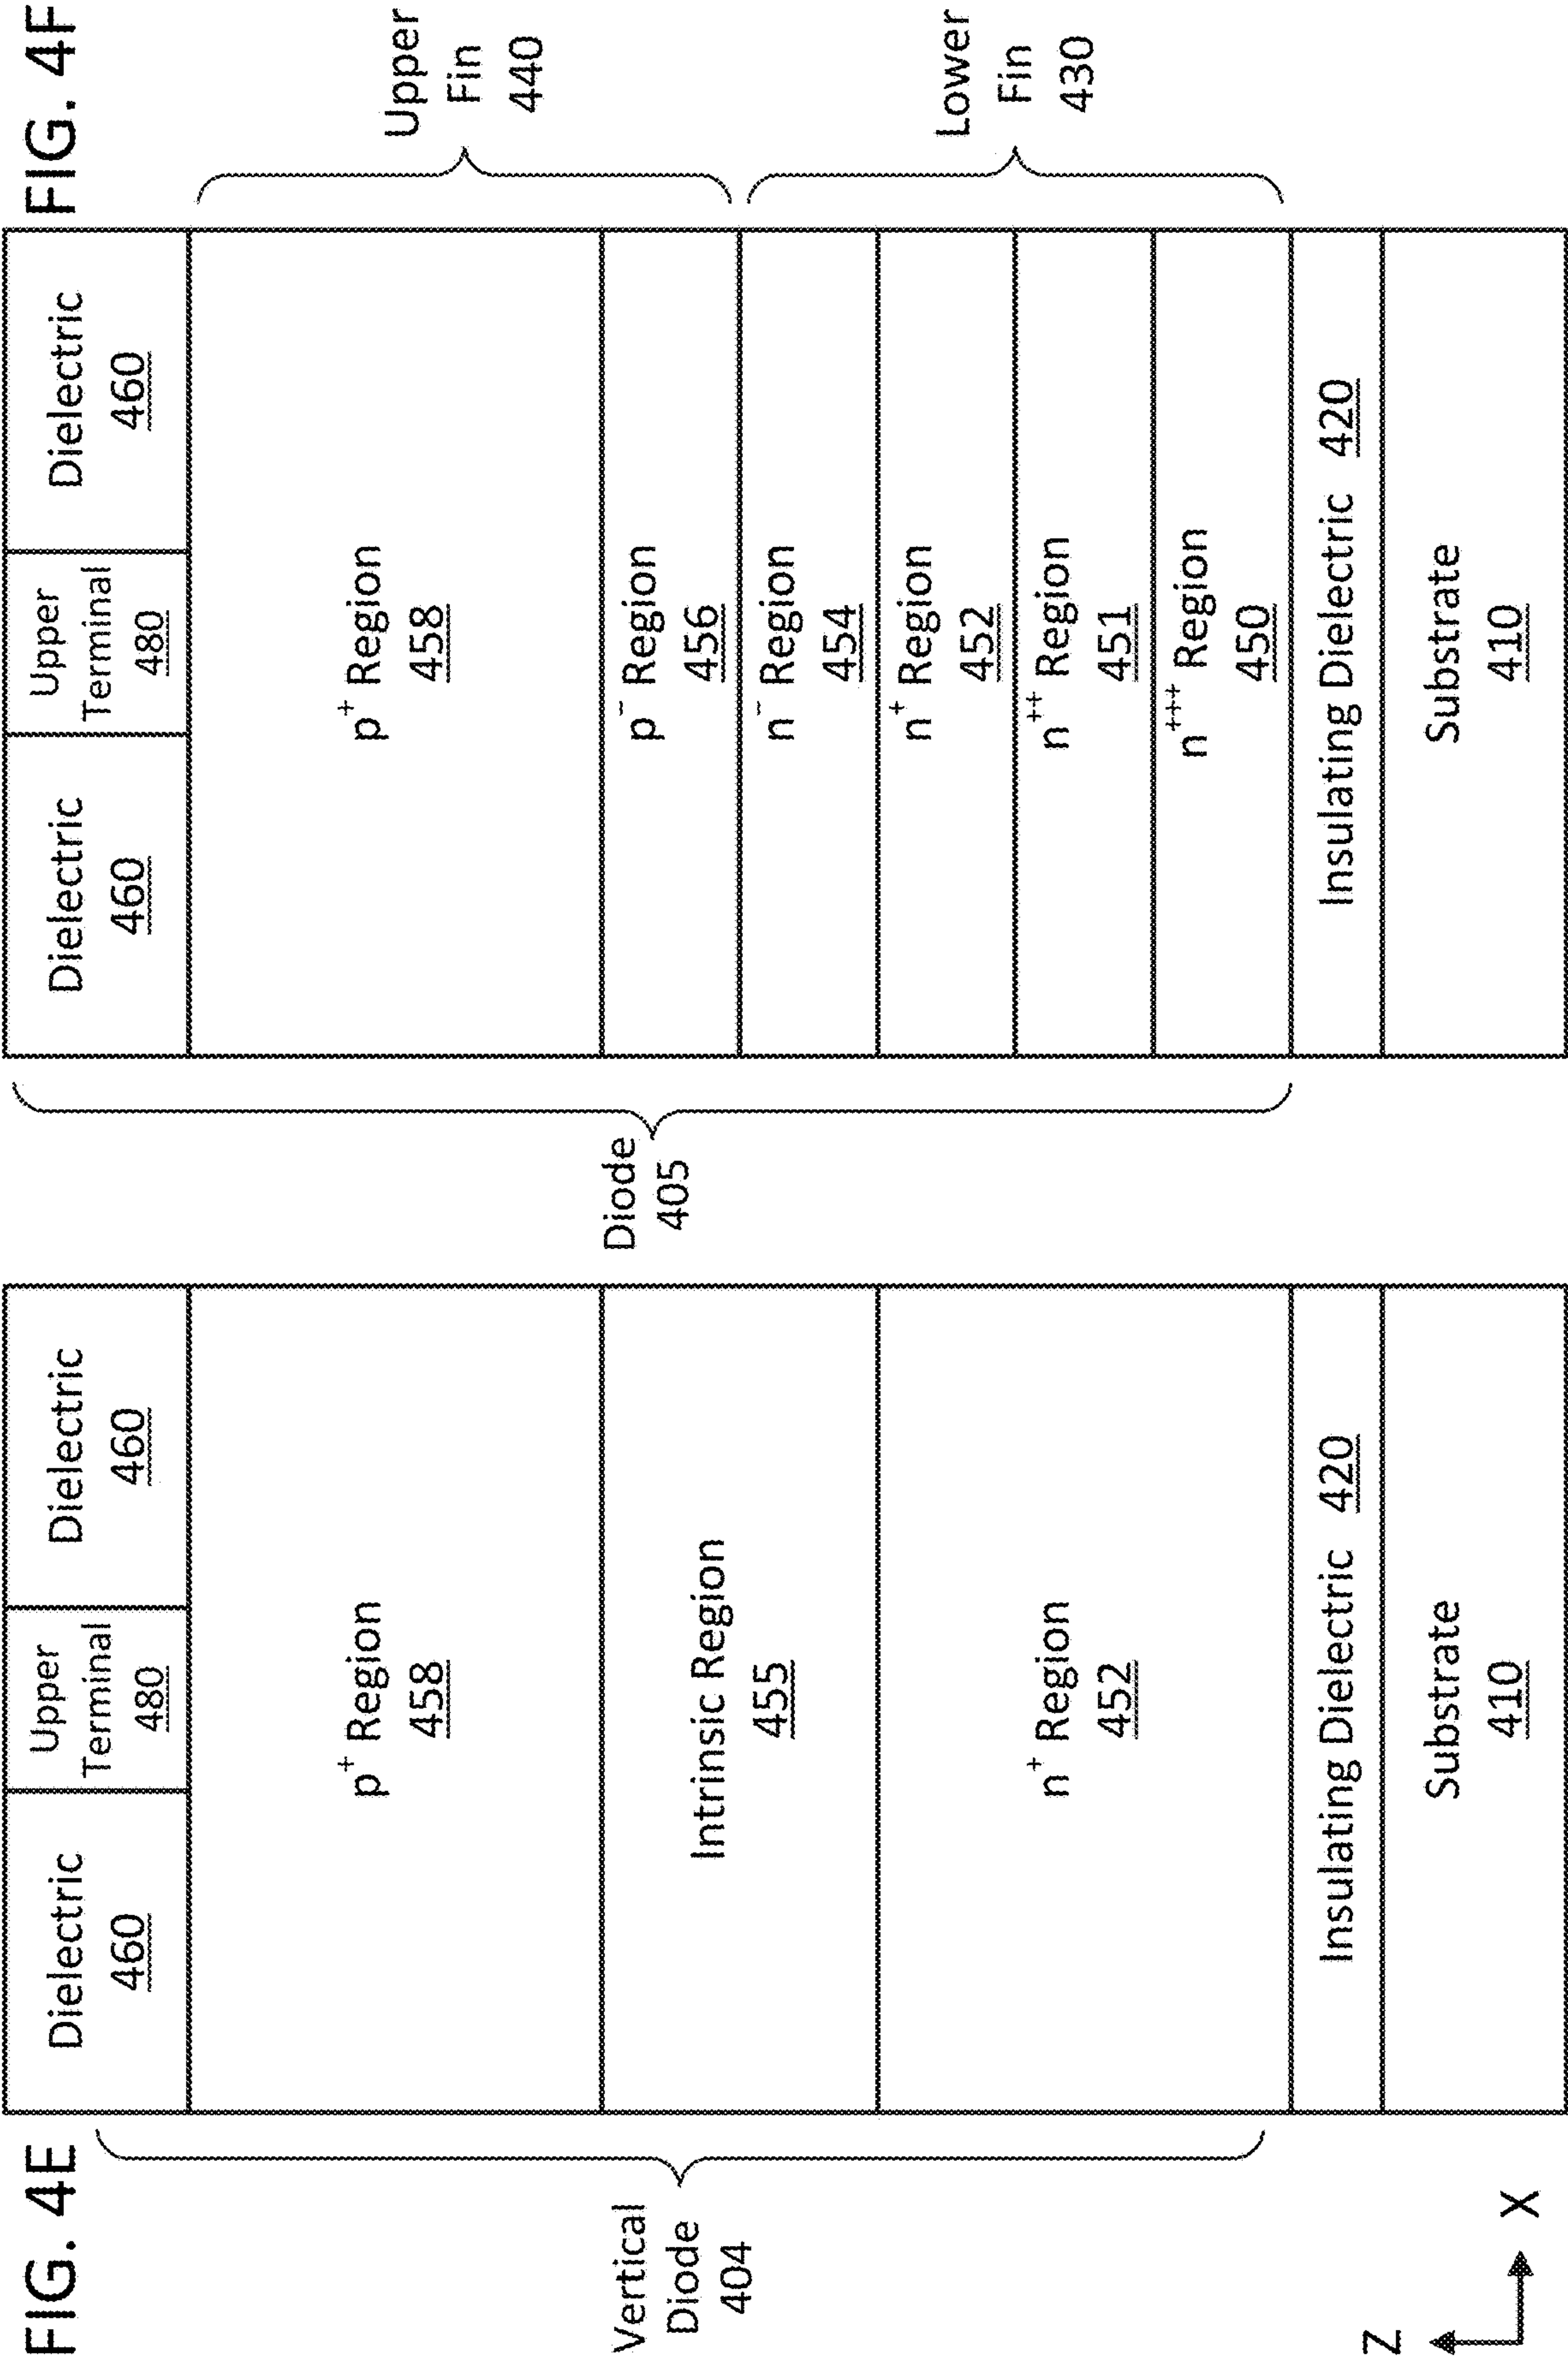 FIG. 4E
Vertical
Diode
404
Dielectric
460
Upper
Terminal
480
Dielectric
460
p+ Region
458
Intrinsic Region
455
n+ Region
452
Insulating Dielectric 420
Substrate
410
Z
X
FIG. 4F
Diode
405
Dielectric
460
Upper
Terminal
480
Dielectric
460
p+ Region
458
p- Region
456
n- Region
454
n+ Region
452
n++ Region
451
n+++ Region
450
Insulating Dielectric 420
Substrate
410
Upper
Fin
440
Lower
Fin
430